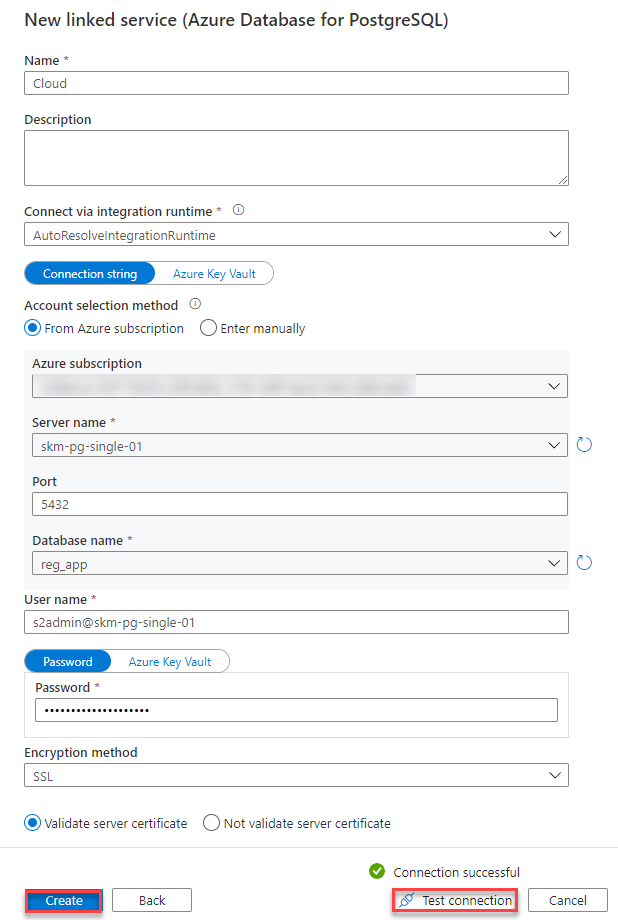 New linked service (Azure Database for PostgreSQL)
Name *
Cloud
Description
Connect via integration runtime *
AutoResolveIntegrationRuntime
Connection string Azure Key Vault
Account selection method
From Azure subscription Enter manually
Azure subscription
Server name *
skm-pg-single-01
Port
5432
Database name *
reg_app
User name *
s2admin@skm-pg-single-01
Password Azure Key Vault
Password *
••••••••••••••••••••
Encryption method
SSL
Validate server certificate Not validate server certificate
Connection successful
Create Back Test connection Cancel